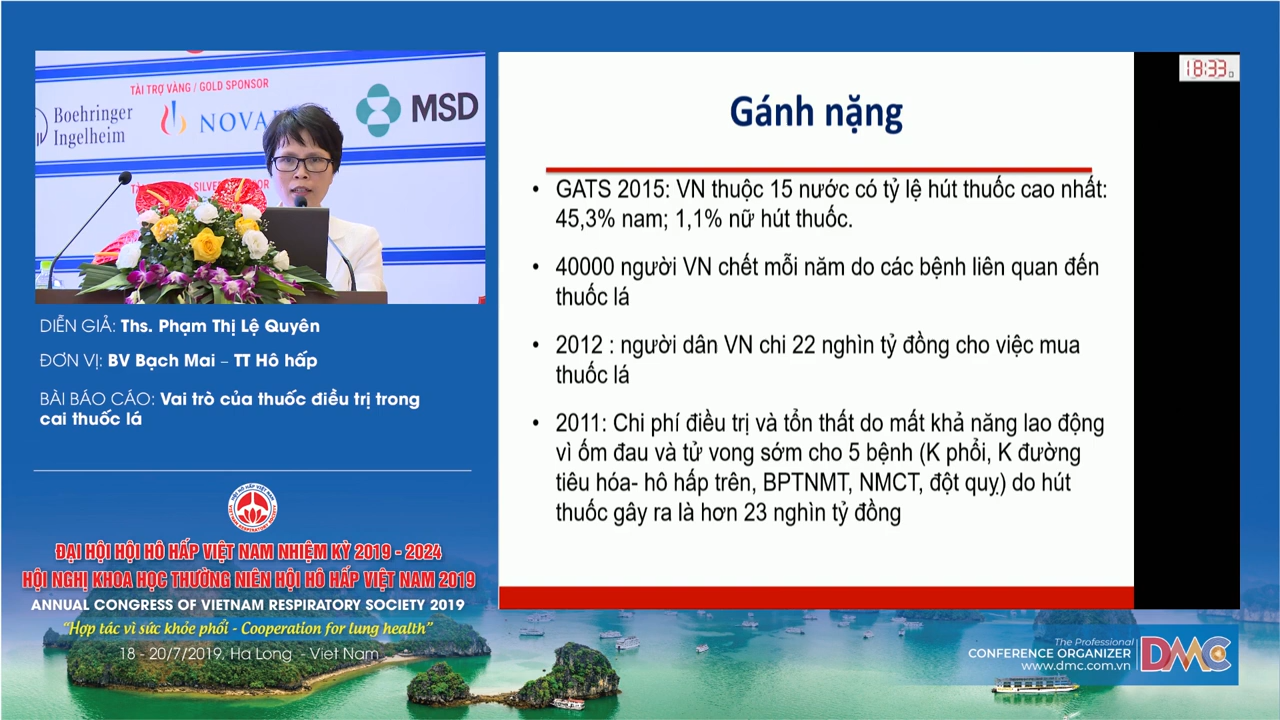 TÀI TRỢ VÀNG / GOLD SPONSOR
Boehringer
Ingelheim
MSD
DIỄN GIẢ: Ths. Phạm Thị Lệ Quyên
ĐƠN VỊ: BV Bạch Mai – TT Hô hấp
BÀI BÁO CÁO: Vai trò của thuốc điều trị trong
cai thuốc lá
HỘI HÔ HẤP VIỆT NAM
VIETNAM RESPIRATORY SOCIETY
ĐẠI HỘI HỘI HÔ HẤP VIỆT NAM NHIỆM KỲ 2019 - 2024
HỘI NGHỊ KHOA HỌC THƯỜNG NIÊN HỘI HÔ HẤP VIỆT NAM 2019
ANNUAL CONGRESS OF VIETNAM RESPIRATORY SOCIETY 2019
“Hợp tác vì sức khỏe phổi - Cooperation for lung health”
18 - 20/7/2019, Ha Long - Viet Nam
18:33
Gánh nặng
• GATS 2015: VN thuộc 15 nước có tỷ lệ hút thuốc cao nhất:
45,3% nam; 1,1% nữ hút thuốc.
• 40000 người VN chết mỗi năm do các bệnh liên quan đến
thuốc lá
• 2012 : người dân VN chi 22 nghìn tỷ đồng cho việc mua
thuốc lá
• 2011: Chi phí điều trị và tổn thất do mất khả năng lao động
vì ốm đau và tử vong sớm cho 5 bệnh (K phổi, K đường
tiêu hóa- hô hấp trên, BPTNMT, NMCT, đột quỵ) do hút
thuốc gây ra là hơn 23 nghìn tỷ đồng
The Professional
CONFERENCE ORGANIZER
www.dmc.com.vn
DMC